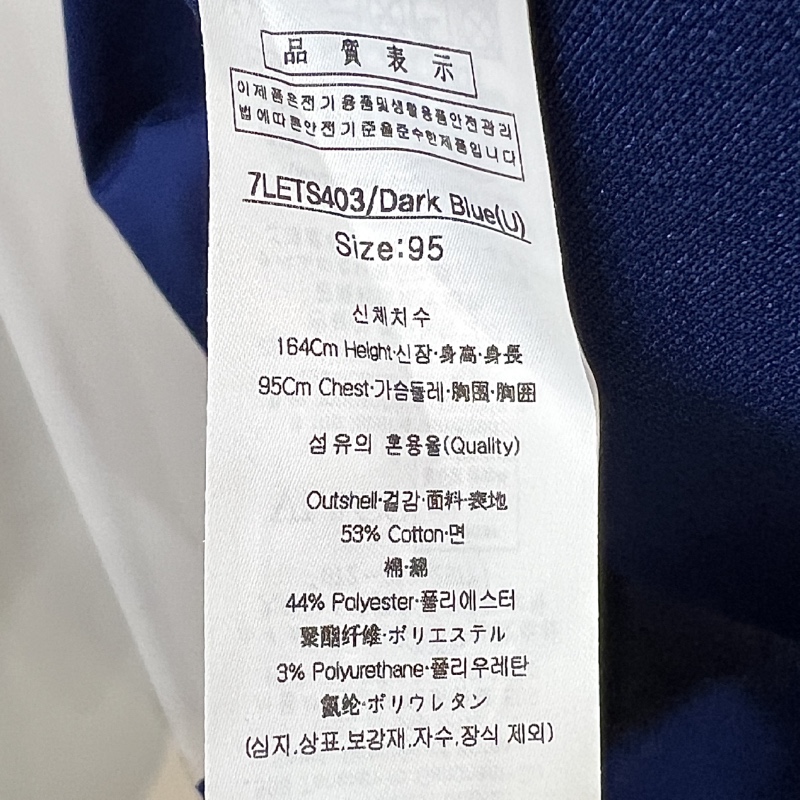 品質表示
이제품은전기용품및생활용품안전관리
법에따른안전기준을준수한제품입니다
7LETS403/Dark Blue(U)
Size:95
신체치수
164Cm Height·신장·身高·身長
95Cm Chest·가슴둘레·胸围·胸囲
섬유의 혼용율(Quality)
Outshell·겉감·面料·表地
53% Cotton·면
棉·綿
44% Polyester·폴리에스터
聚酯纤维·ポリエステル
3% Polyurethane·폴리우레탄
氨纶·ポリウレタン
(심지,상표,보강재,자수,장식 제외)